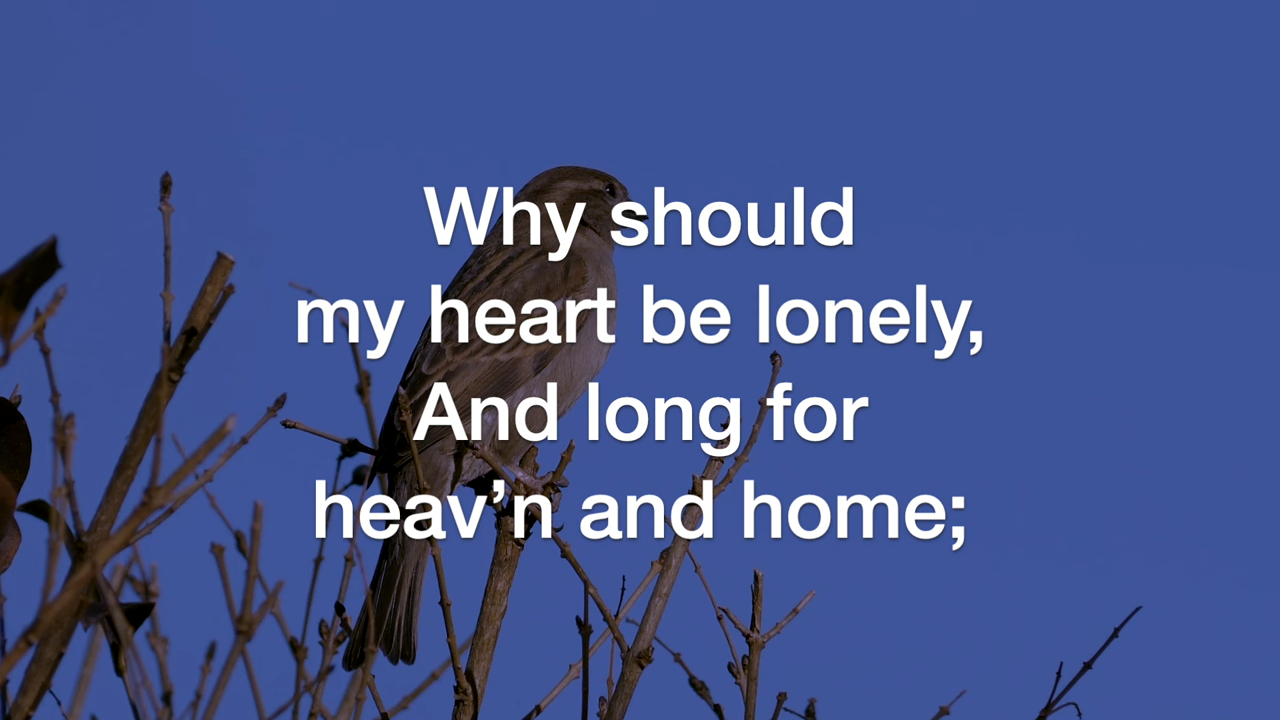 Why should
my heart be lonely,
And long for
heav’n and home;